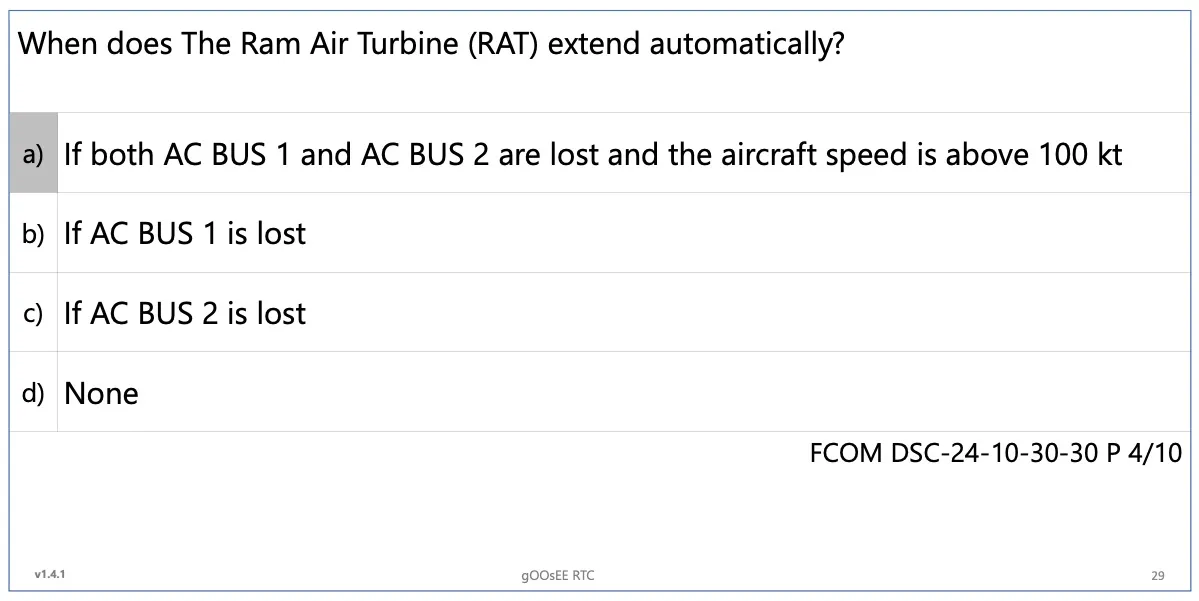 When does The Ram Air Turbine (RAT) extend automatically?
a) If both AC BUS 1 and AC BUS 2 are lost and the aircraft speed is above 100 kt
b) If AC BUS 1 is lost
c) If AC BUS 2 is lost
d) None
FCOM DSC-24-10-30-30 P 4/10
v1.4.1 gOOsEE RTC 29